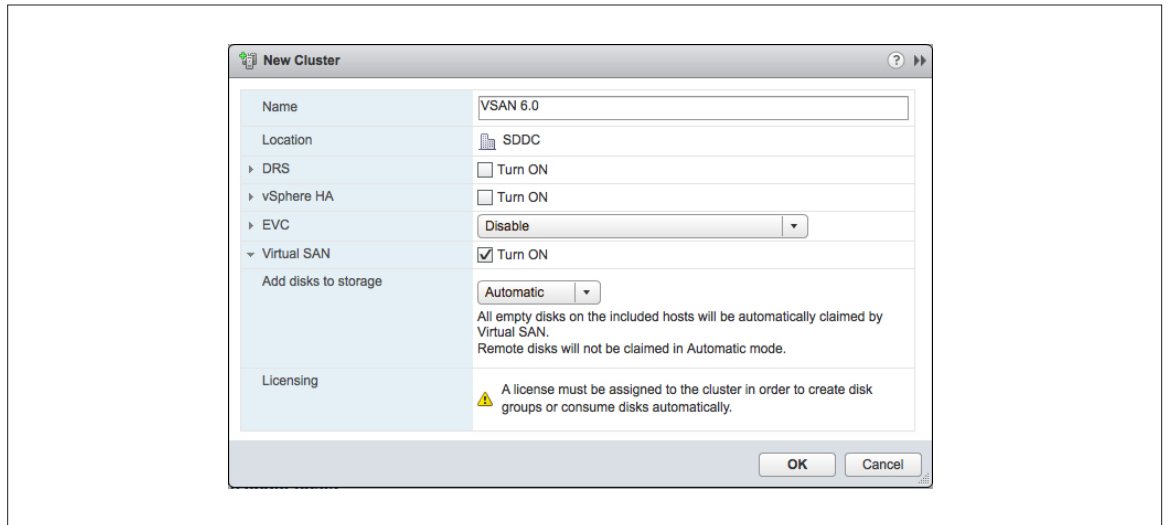 New Cluster
?
Name
VSAN 6.0
Location
SDDC
DRS
Turn ON
vSphere HA
Turn ON
EVC
Disable
Virtual SAN
Turn ON
Add disks to storage
Automatic
All empty disks on the included hosts will be automatically claimed by
Virtual SAN.
Remote disks will not be claimed in Automatic mode.
Licensing
A license must be assigned to the cluster in order to create disk
groups or consume disks automatically.
OK
Cancel